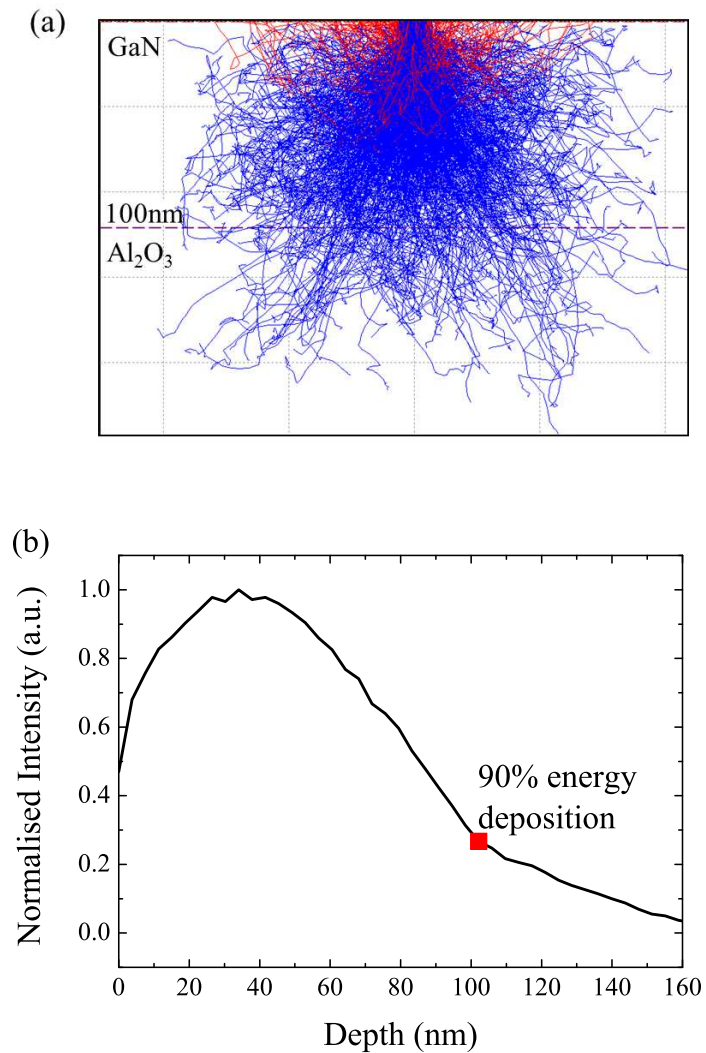 (a)
GaN
100nm
Al₂O₃
(b)
Normalised Intensity (a.u.)
1.0
0.8
0.6
0.4
0.2
0.0
90% energy
deposition
0 20 40 60 80 100 120 140 160
Depth (nm)